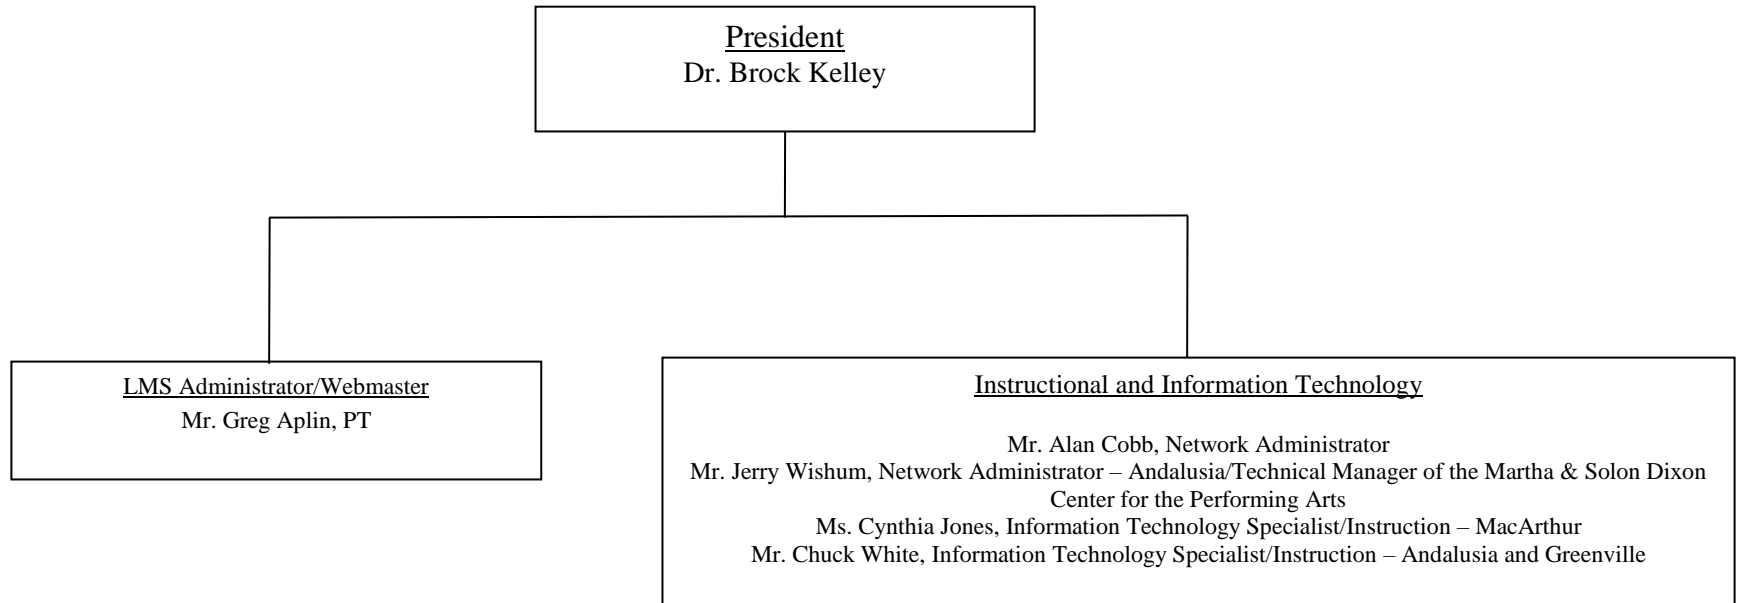 President
Dr. Brock Kelley
LMS Administrator/Webmaster
Mr. Greg Aplin, PT
Instructional and Information Technology
Mr. Alan Cobb, Network Administrator
Mr. Jerry Wishum, Network Administrator – Andalusia/Technical Manager of the Martha & Solon Dixon
Center for the Performing Arts
Ms. Cynthia Jones, Information Technology Specialist/Instruction – MacArthur
Mr. Chuck White, Information Technology Specialist/Instruction – Andalusia and Greenville